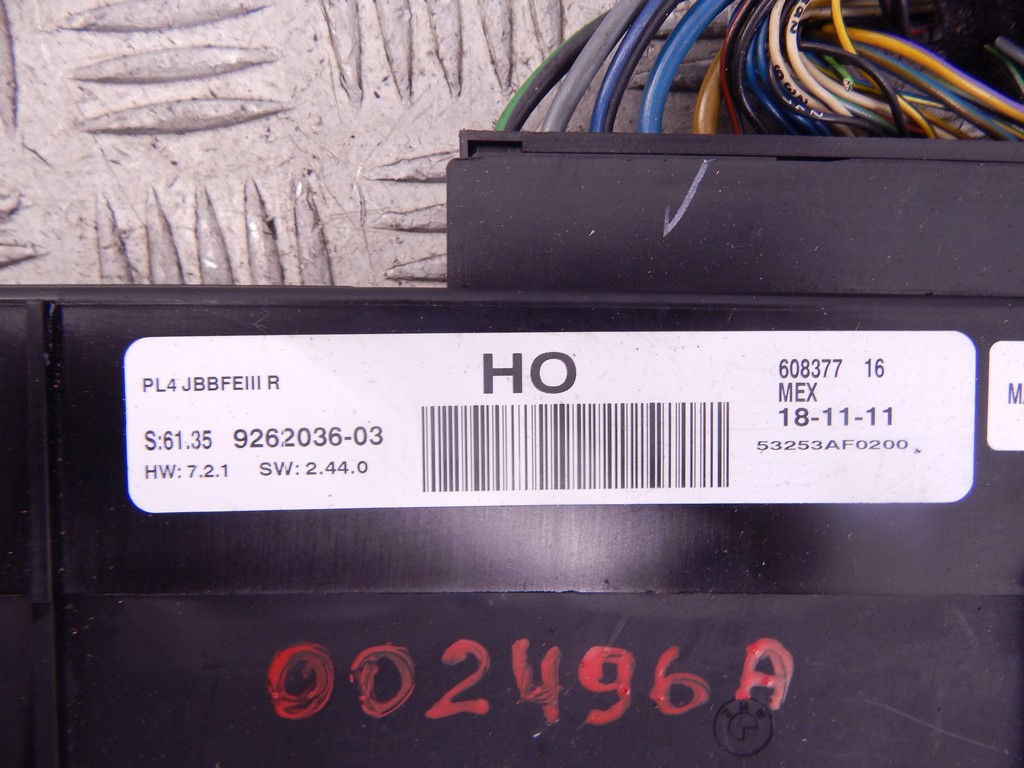 PL4 JBBFEIII R
HO
608377 16
MEX
18-11-11
53253AF0200
S:61.35 9262036-03
HW: 7.2.1 SW: 2.44.0
002496A